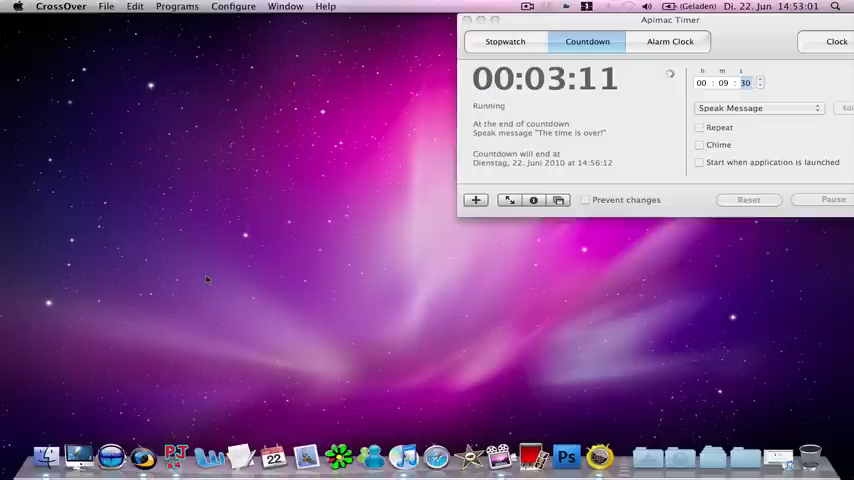 CrossOver File Edit Programs Configure Window Help
(Geladen) Di. 22. Jun 14:53:01
Apimac Timer
Stopwatch Countdown Alarm Clock Clock
00:03:11
h m s
00 : 09 : 30
Running
At the end of countdown
Speak message "The time is over!"
Countdown will end at
Dienstag, 22. Juni 2010 at 14:56:12
Speak Message Edi
Repeat
Chime
Start when application is launched
Prevent changes Reset Pause
22
Ps